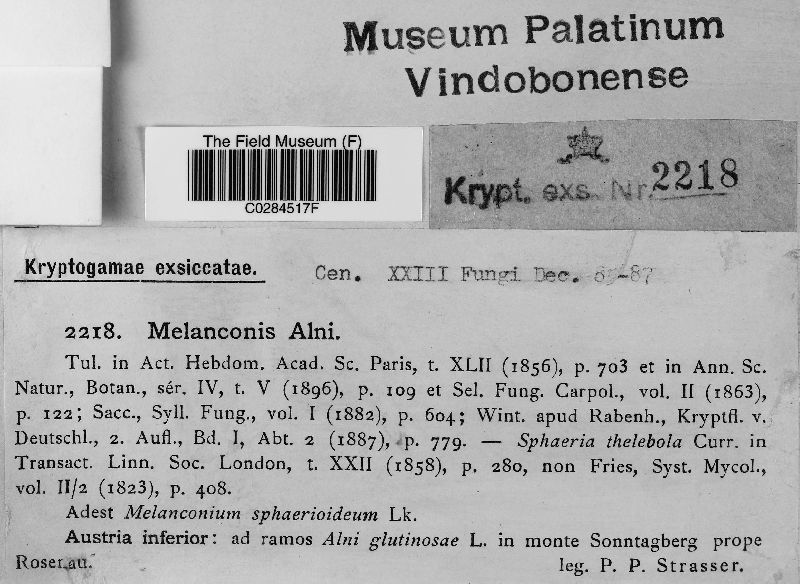 Museum Palatinum
Vindobonense
The Field Museum (F)
C0284517F
Krypt. exs. Nr. 2218
Kryptogamae exsiccatae.
Cen. XXIII Fungi Dec. -87
2218. Melanconis Alni.
Tul. in Act. Hebdom. Acad. Sc. Paris, t. XLII (1856), p. 703 et in Ann. Sc.
Natur., Botan., sér. IV, t. V (1896), p. 109 et Sel. Fung. Carpol., vol. II (1863),
p. 122; Sacc., Syll. Fung., vol. I (1882), p. 604; Wint. apud Rabenh., Kryptfl. v.
Deutschl., 2. Aufl., Bd. I, Abt. 2 (1887), p. 779. — Sphaeria thelebola Curr. in
Transact. Linn. Soc. London, t. XXII (1858), p. 280, non Fries, Syst. Mycol.,
vol. II/2 (1823), p. 408.
Adest Melanconium sphaerioideum Lk.
Austria inferior: ad ramos Alni glutinosae L. in monte Sonntagberg prope
Rosenau. leg. P. P. Strasser.